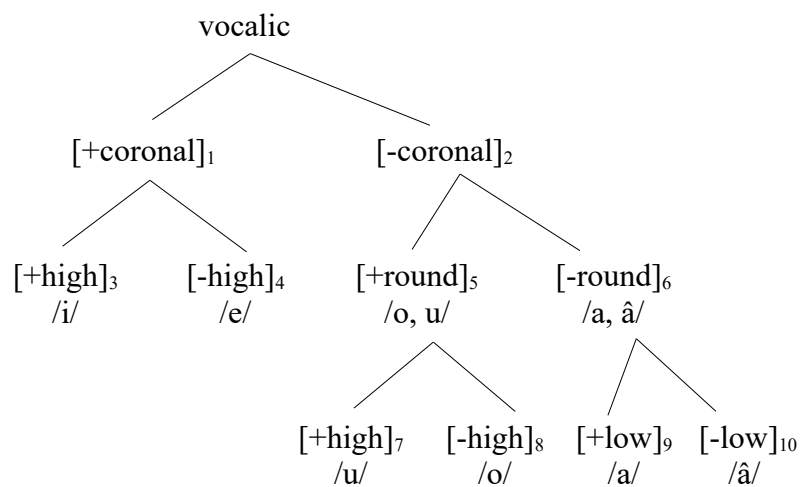 vocalic
[+coronal]₁ [-coronal]₂
[+high]₃ [-high]₄ [+round]₅ [-round]₆
/i/ /e/ /o, u/ /a, â/
[+high]₇ [-high]₈ [+low]₉ [-low]₁₀
/u/ /o/ /a/ /â/